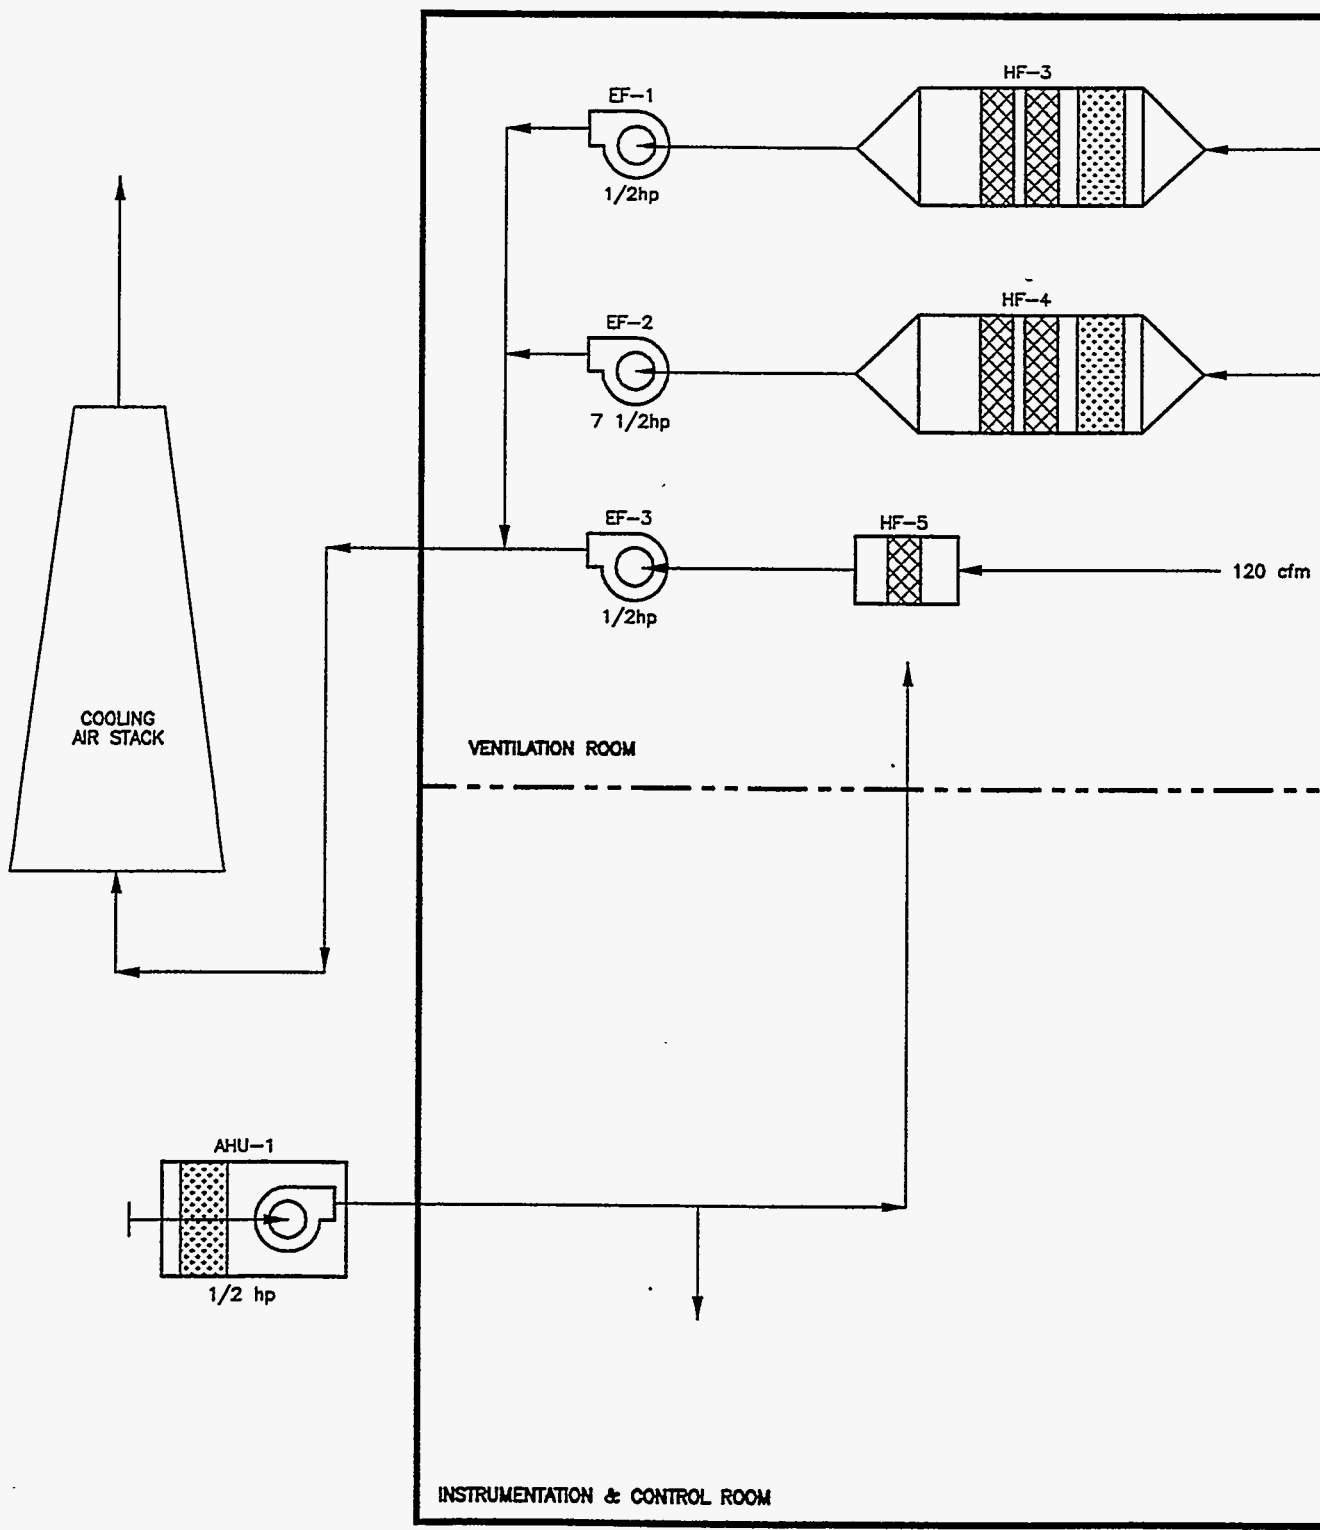 HF-3
EF-1
1/2hp
HF-4
EF-2
7 1/2hp
EF-3
HF-5
120 cfm
1/2hp
COOLING
AIR STACK
VENTILATION ROOM
AHU-1
1/2 hp
INSTRUMENTATION & CONTROL ROOM